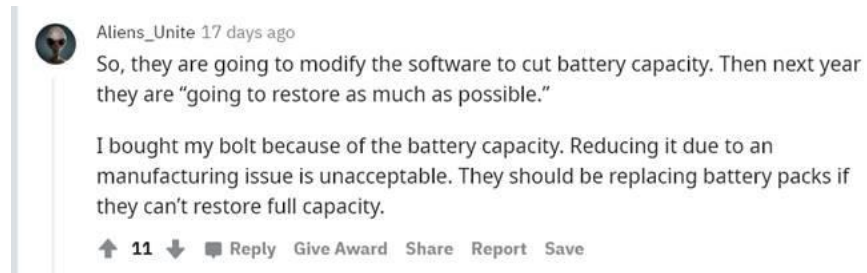 Aliens_Unite 17 days ago
So, they are going to modify the software to cut battery capacity. Then next year
they are “going to restore as much as possible.”
I bought my bolt because of the battery capacity. Reducing it due to an
manufacturing issue is unacceptable. They should be replacing battery packs if
they can’t restore full capacity.
11 Reply Give Award Share Report Save